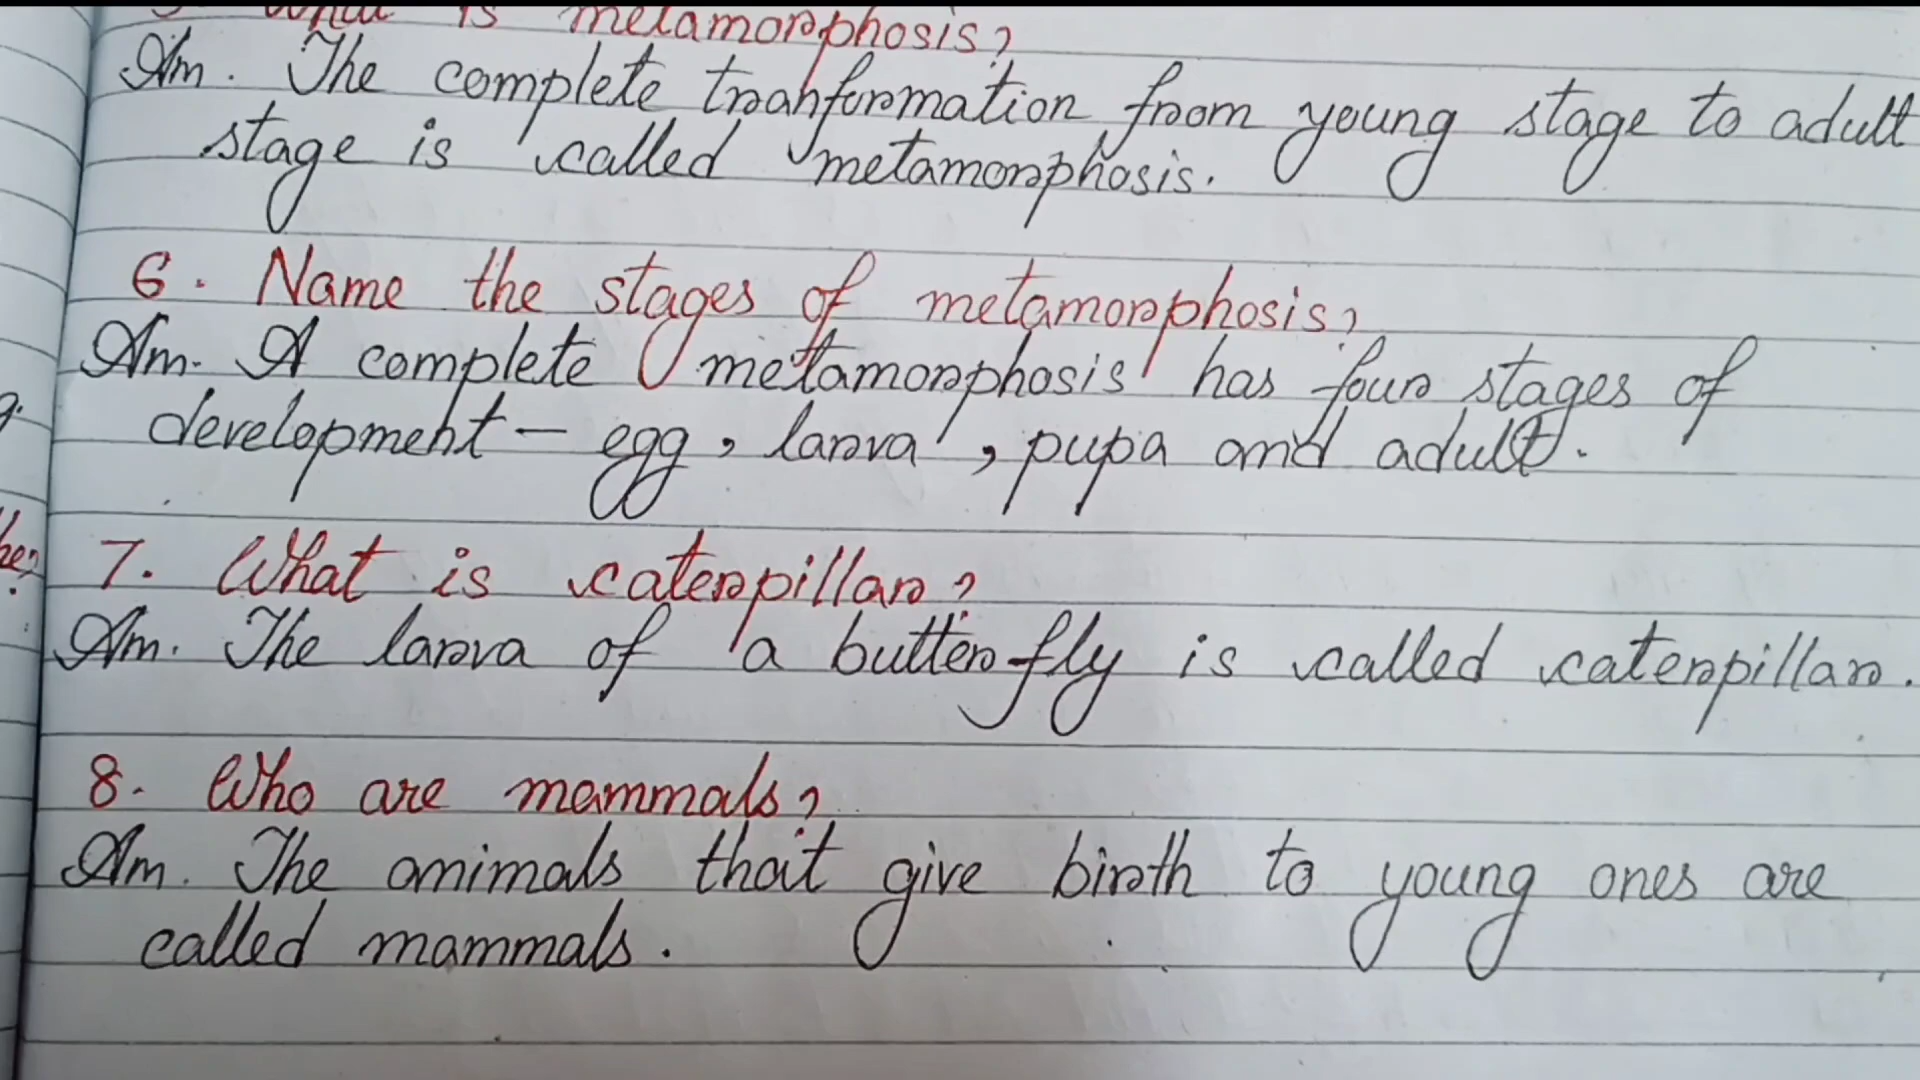 5. What is metamorphosis?
Ans. The complete tranformation from young stage to adult
stage is called metamorphosis.
6. Name the stages of metamorphosis?
Ans. A complete metamorphosis has four stages of
development - egg, larva, pupa and adult.
7. What is caterpillar?
Ans. The larva of a butterfly is called caterpillar.
8. Who are mammals?
Ans. The animals that give birth to young ones are
called mammals.